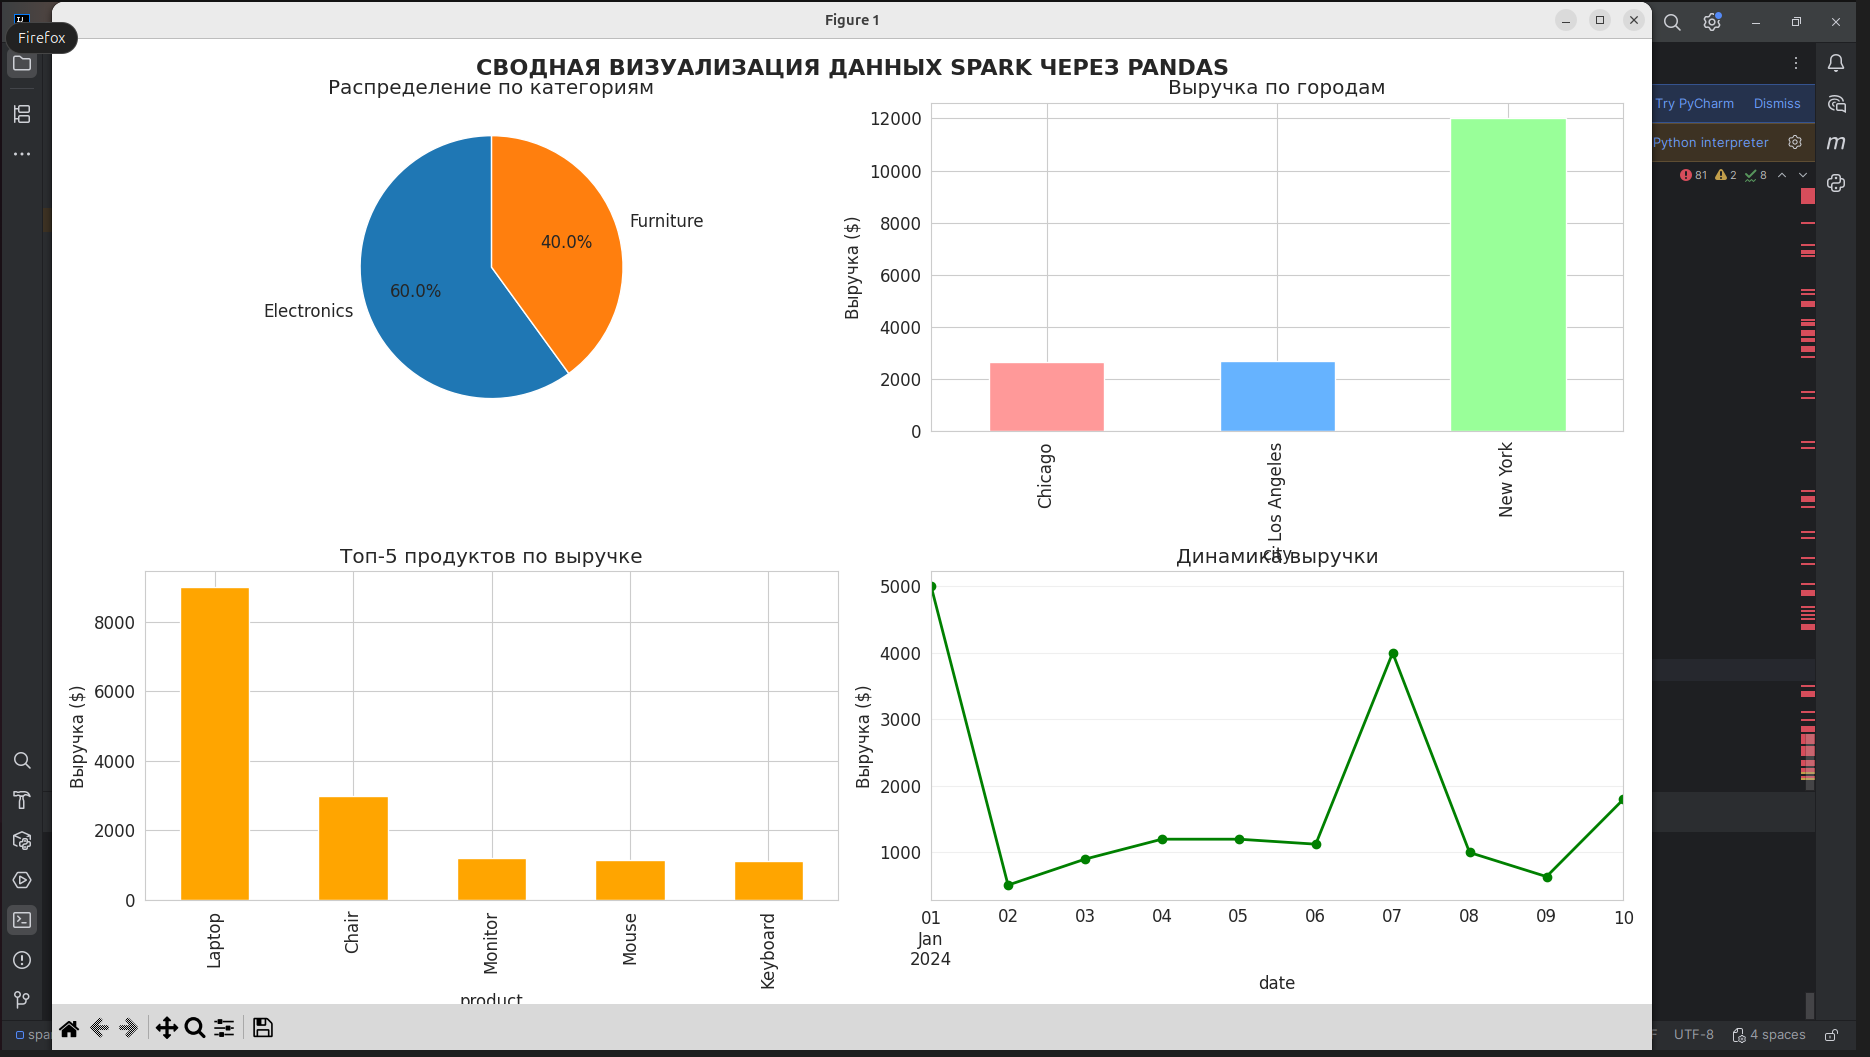 Figure 1
Firefox
СВОДНАЯ ВИЗУАЛИЗАЦИЯ ДАННЫХ SPARK ЧЕРЕЗ PANDAS
Распределение по категориям
Furniture
40.0%
60.0%
Electronics
Выручка по городам
Выручка ($)
12000
10000
8000
6000
4000
2000
0
Chicago
Los Angeles
New York
city
Топ-5 продуктов по выручке
Выручка ($)
8000
6000
4000
2000
0
Laptop
Chair
Monitor
Mouse
Keyboard
product
Динамика выручки
Выручка ($)
5000
4000
3000
2000
1000
01 02 03 04 05 06 07 08 09 10
Jan
2024
date
Try PyCharm Dismiss
Python interpreter
81 2 8
UTF-8 4 spaces